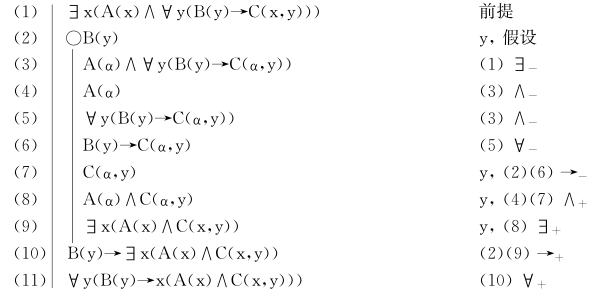 (1) ∃x(A(x)∧∀y(B(y)→C(x,y))) 前提
(2) ○B(y) y, 假设
(3) A(α)∧∀y(B(y)→C(α,y)) (1) ∃₋
(4) A(α) (3) ∧₋
(5) ∀y(B(y)→C(α,y)) (3) ∧₋
(6) B(y)→C(α,y) (5) ∀₋
(7) C(α,y) y, (2)(6) →₋
(8) A(α)∧C(α,y) y, (4)(7) ∧₊
(9) ∃x(A(x)∧C(x,y)) y, (8) ∃₊
(10) B(y)→∃x(A(x)∧C(x,y)) (2)(9) →₊
(11) ∀y(B(y)→x(A(x)∧C(x,y))) (10) ∀₊